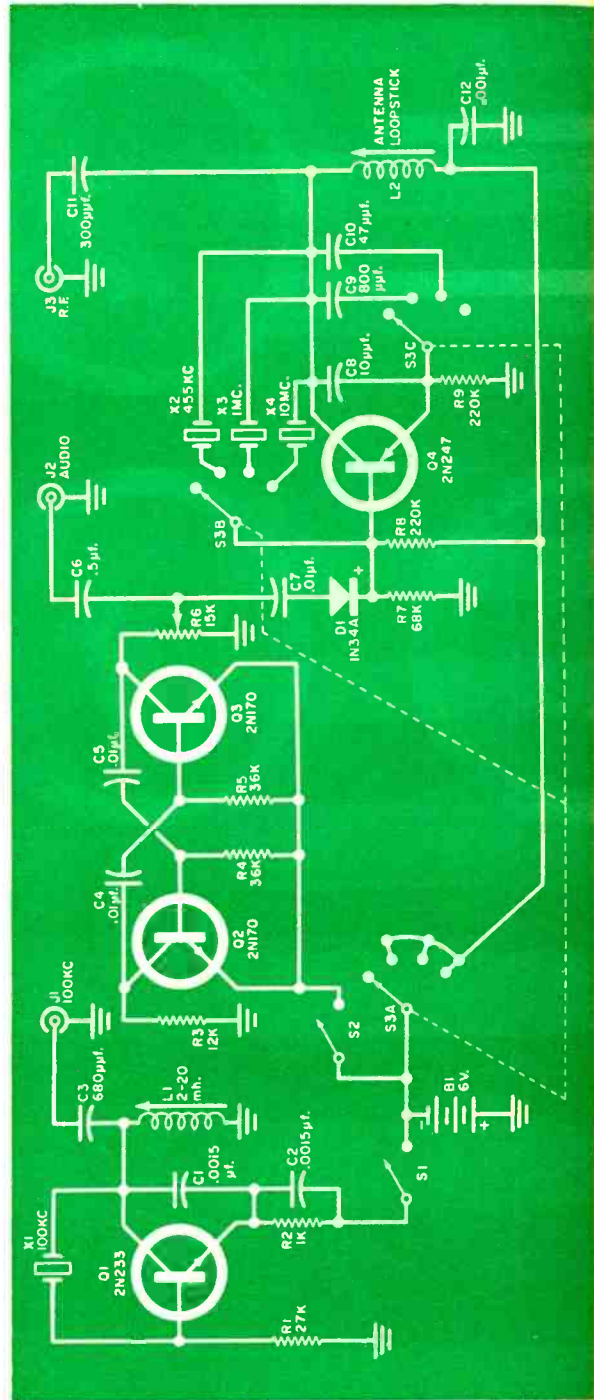 X1
100KC
Q1
2N233
R1
27K
C1
.0015
µf.
R2
1K
C2
.0015µf.
C3
680µµf.
L1
2-20
mh.
J1
100KC
S1
B1
6V.
-
+
S2
S3A
R3
12K
Q2
2N170
C4
.01µf.
C5
.01µf.
R4
36K
R5
36K
Q3
2N170
R6
15K
C6
.5µf.
J2
AUDIO
C7
.01µf.
D1
1N34A
+
R7
68K
R8
220K
S3B
X2
455KC
X3
1MC.
X4
10MC.
Q4
2N247
C8
10µµf.
C9
800
µµf.
C10
47µµf.
S3C
R9
220K
J3
R.F.
C11
300µµf.
ANTENNA
LOOPSTICK
L2
C12